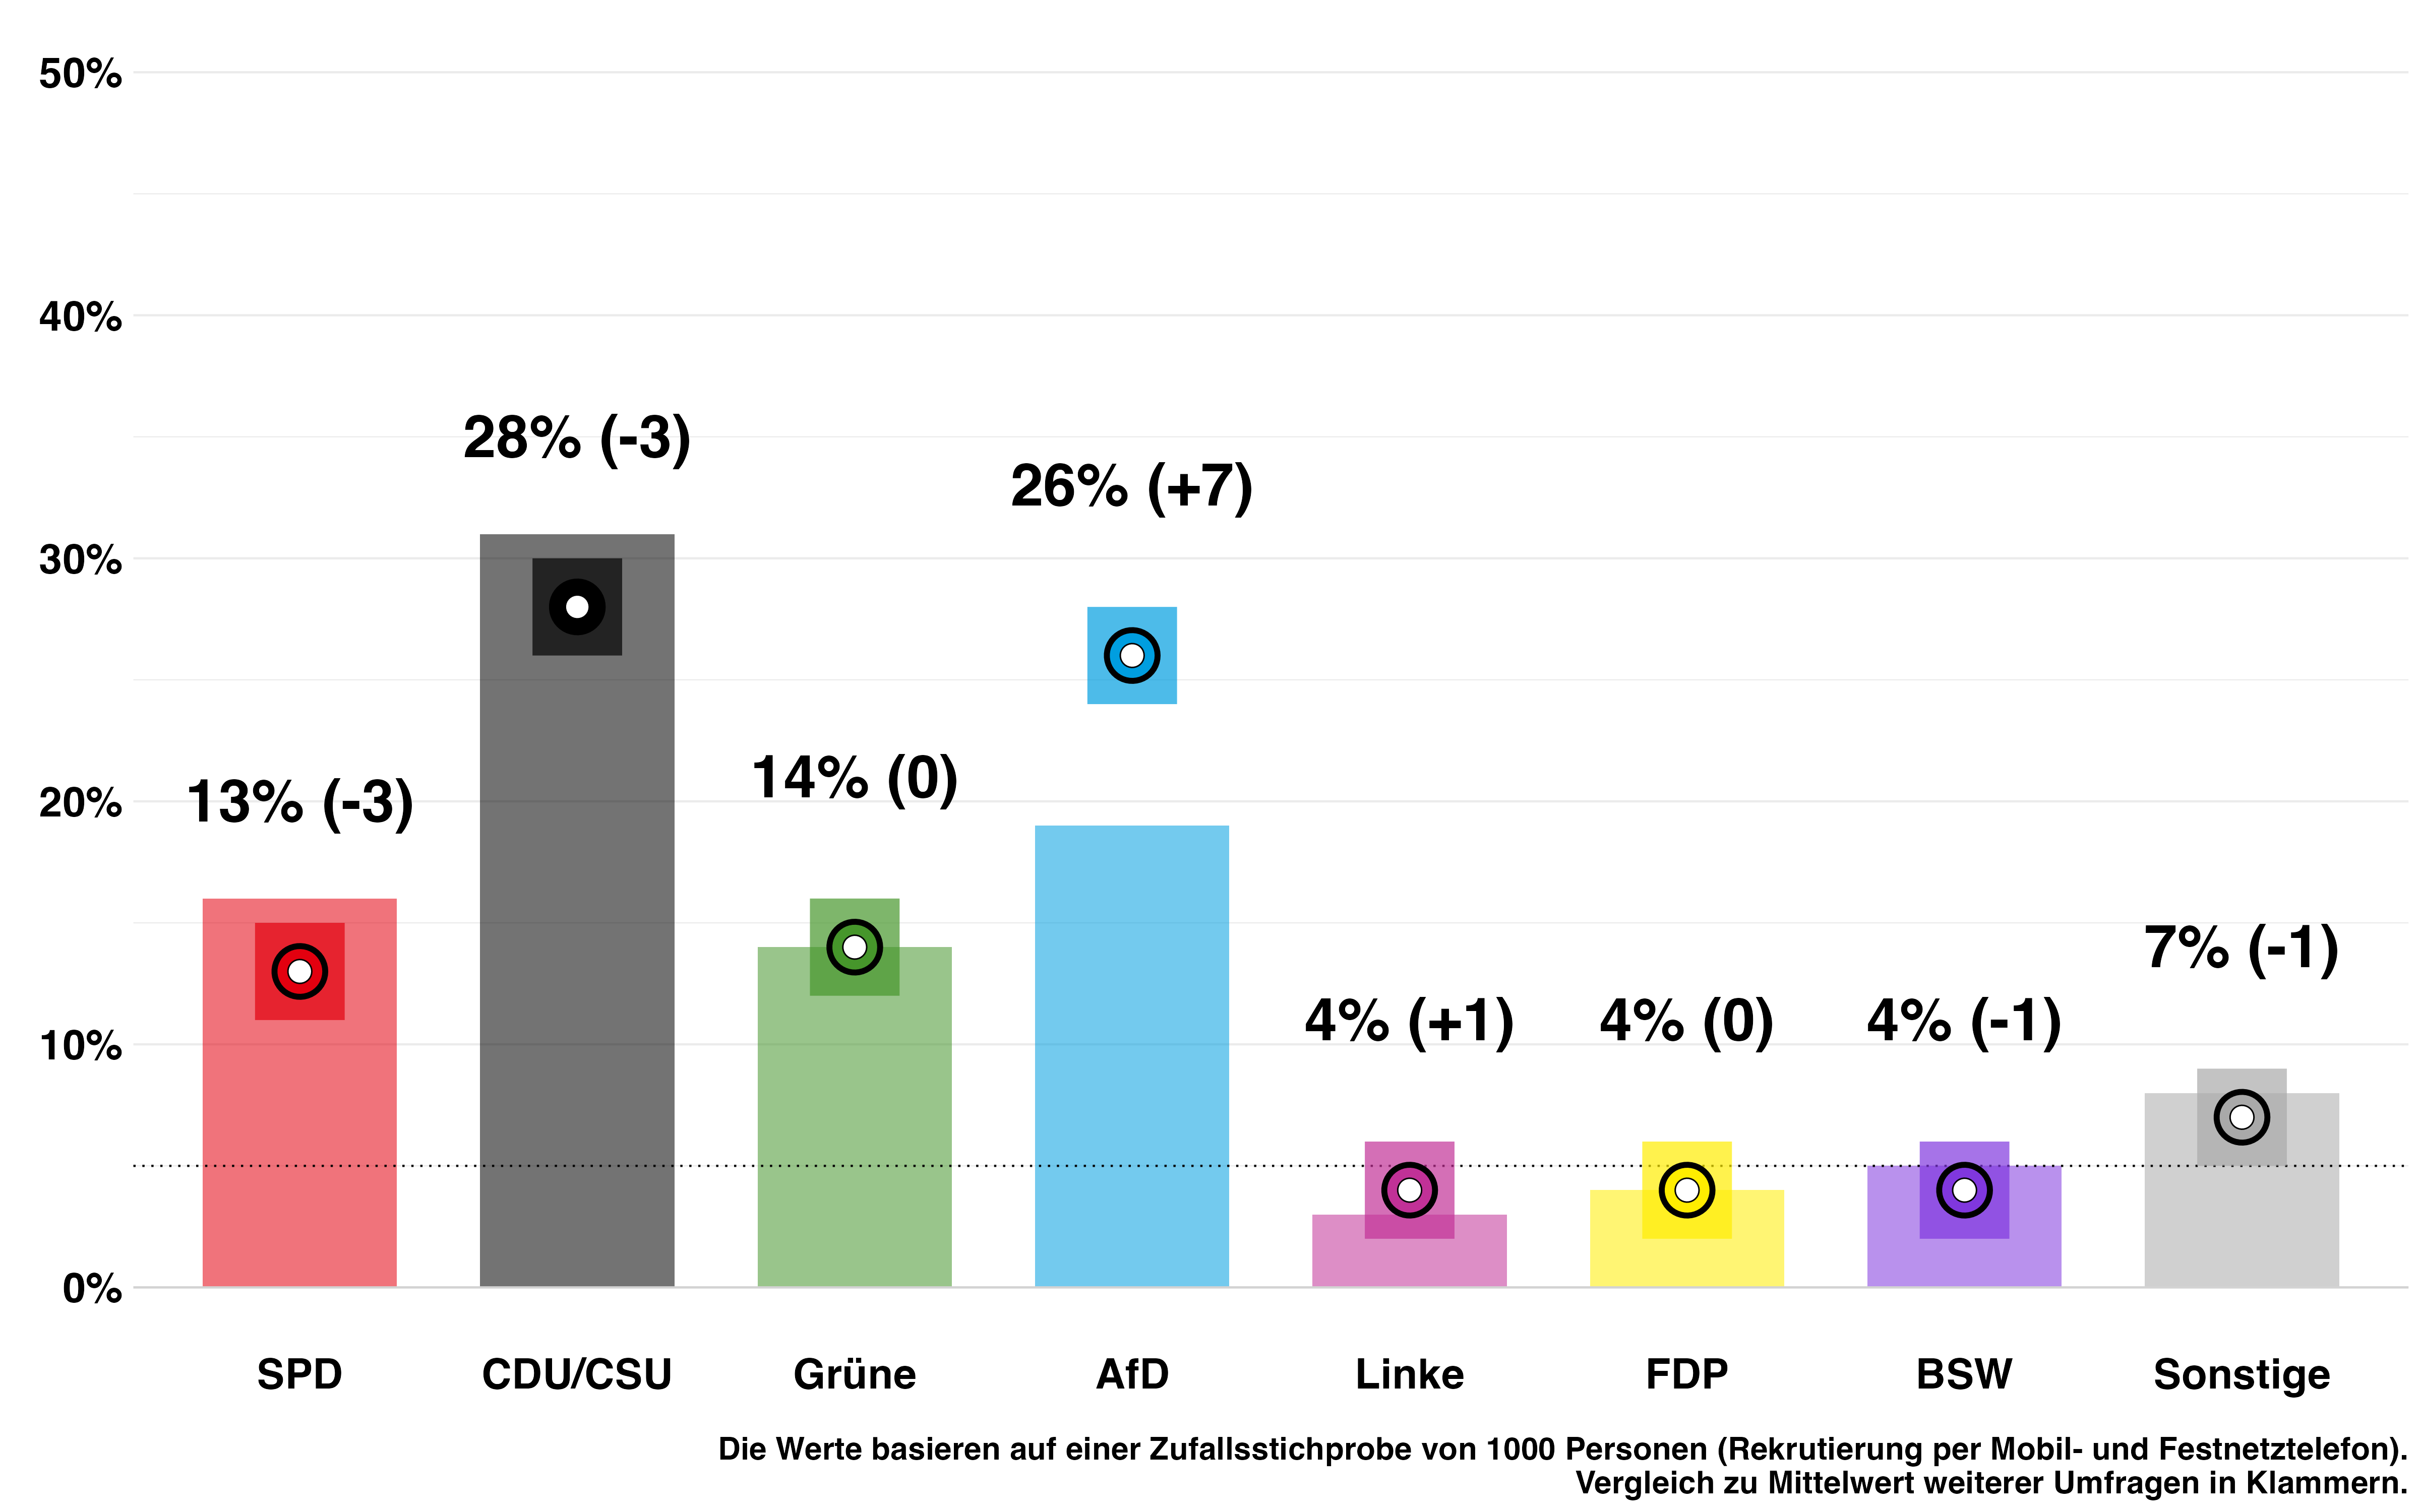 50%
40%
30%
20%
10%
0%
13% (-3)
28% (-3)
14% (0)
26% (+7)
4% (+1)
4% (0)
4% (-1)
7% (-1)
SPD
CDU/CSU
Grüne
AfD
Linke
FDP
BSW
Sonstige
Die Werte basieren auf einer Zufallsstichprobe von 1000 Personen (Rekrutierung per Mobil- und Festnetztelefon).
Vergleich zu Mittelwert weiterer Umfragen in Klammern.